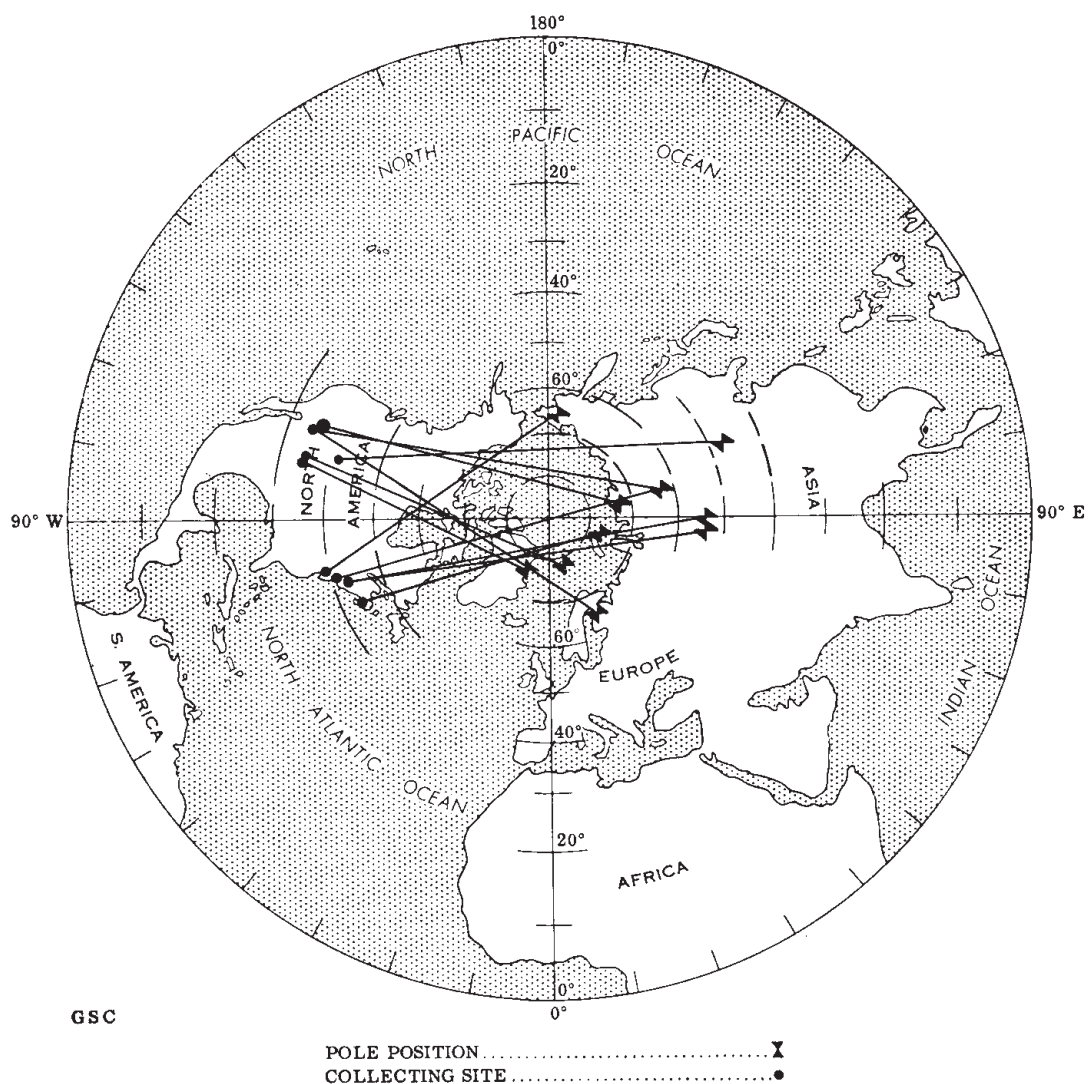 180°
0°
PACIFIC
NORTH
OCEAN
20°
40°
60°
NORTH
AMERICA
ASIA
90° W
90° E
60°
EUROPE
OCEAN
INDIAN
S. AMERICA
NORTH
ATLANTIC
OCEAN
40°
20°
AFRICA
0°
0°
GSC
POLE POSITION
COLLECTING SITE